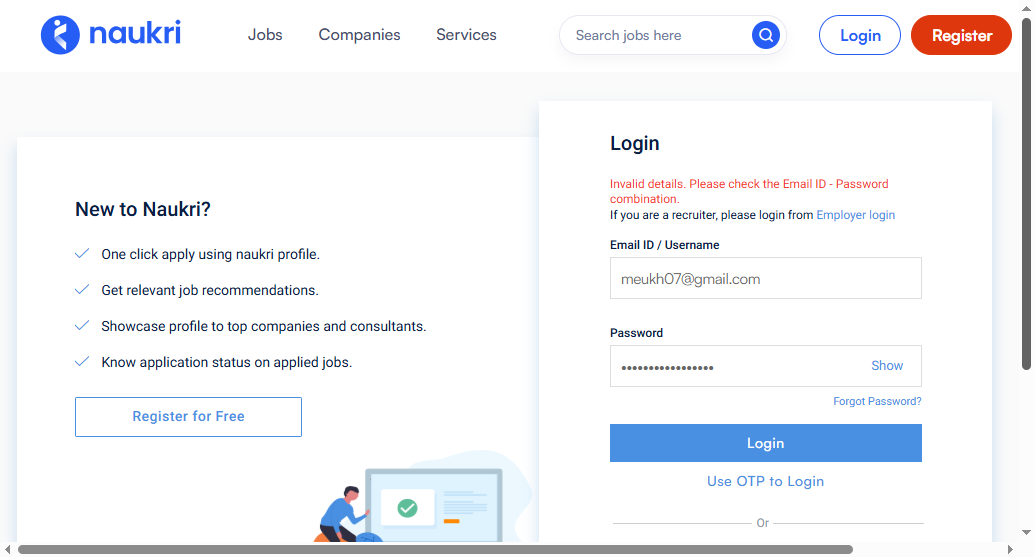 naukri
Jobs
Companies
Services
Search jobs here
Login
Register
New to Naukri?
One click apply using naukri profile.
Get relevant job recommendations.
Showcase profile to top companies and consultants.
Know application status on applied jobs.
Register for Free
Login
Invalid details. Please check the Email ID - Password
combination.
If you are a recruiter, please login from Employer login
Email ID / Username
meukh07@gmail.com
Password
•••••••••••••••••
Show
Forgot Password?
Login
Use OTP to Login
Or